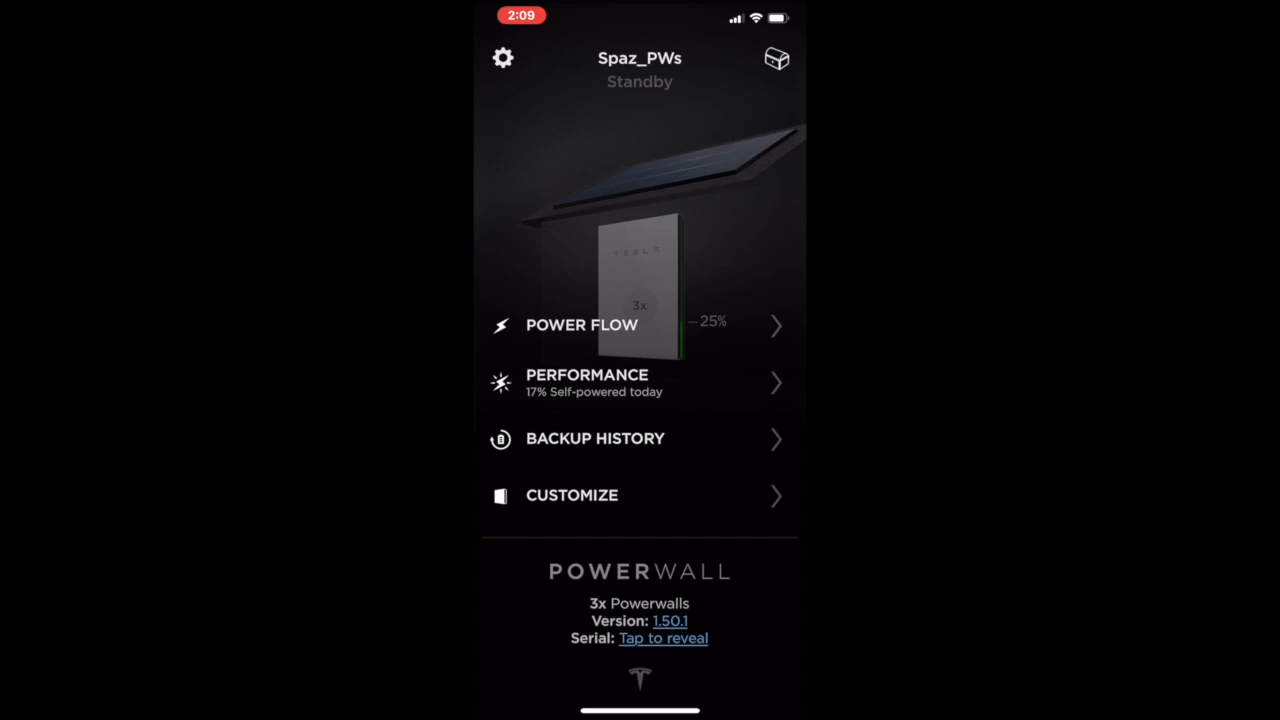 2:09
Spaz_PWs
Standby
TESLA
3x
POWER FLOW
25%
PERFORMANCE
17% Self-powered today
BACKUP HISTORY
CUSTOMIZE
POWERWALL
3x Powerwalls
Version: 1.50.1
Serial: Tap to reveal